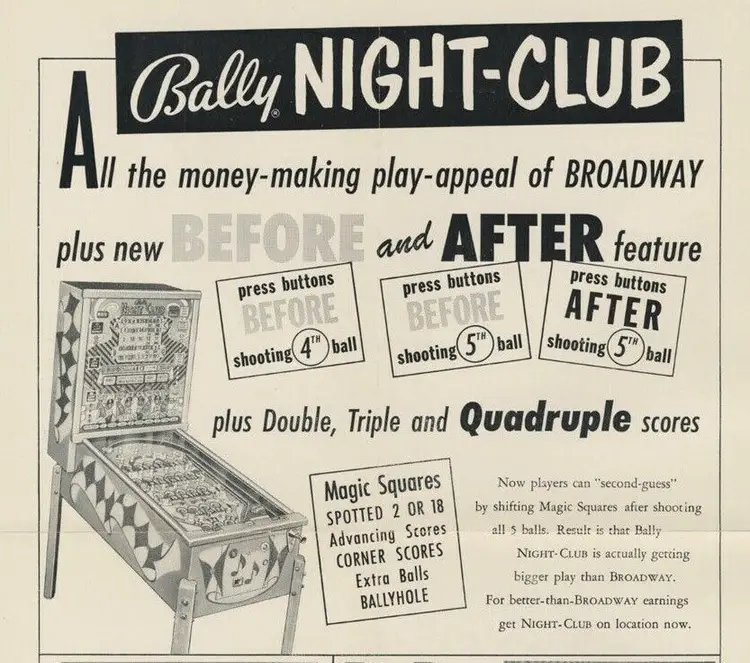 Bally® NIGHT-CLUB
All the money-making play-appeal of BROADWAY
plus new BEFORE and AFTER feature
press buttons
BEFORE
shooting 4TH ball
press buttons
BEFORE
shooting 5TH ball
press buttons
AFTER
shooting 5TH ball
NIGHT CLUB
plus Double, Triple and Quadruple scores
Magic Squares
SPOTTED 2 OR 18
Advancing Scores
CORNER SCORES
Extra Balls
BALLYHOLE
Now players can "second-guess"
by shifting Magic Squares after shooting
all 5 balls. Result is that Bally
NIGHT-CLUB is actually getting
bigger play than BROADWAY.
For better-than-BROADWAY earnings
get NIGHT-CLUB on location now.